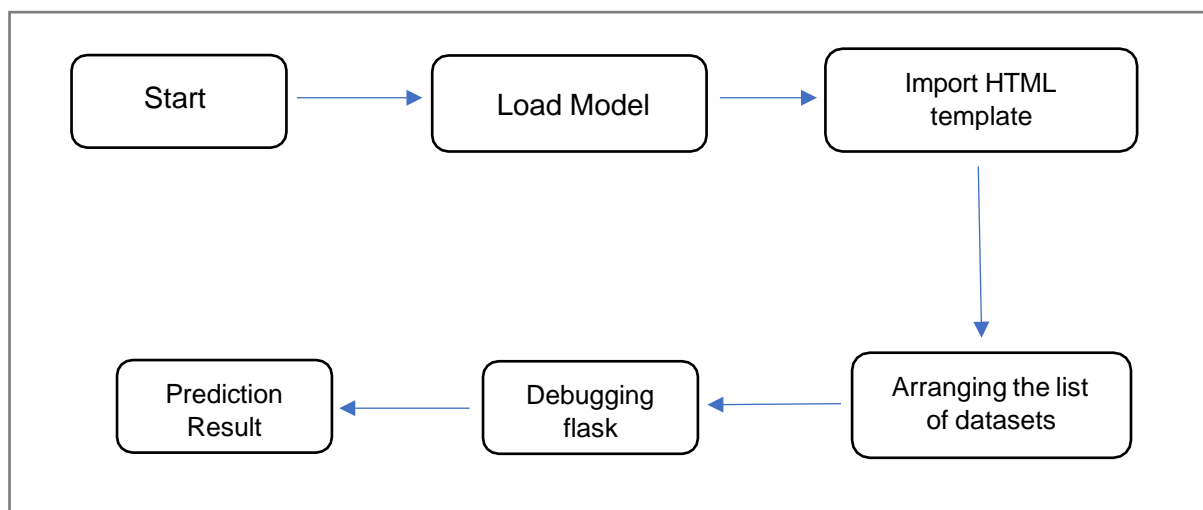 Start
Load Model
Import HTML
template
Arranging the list
of datasets
Debugging
flask
Prediction
Result